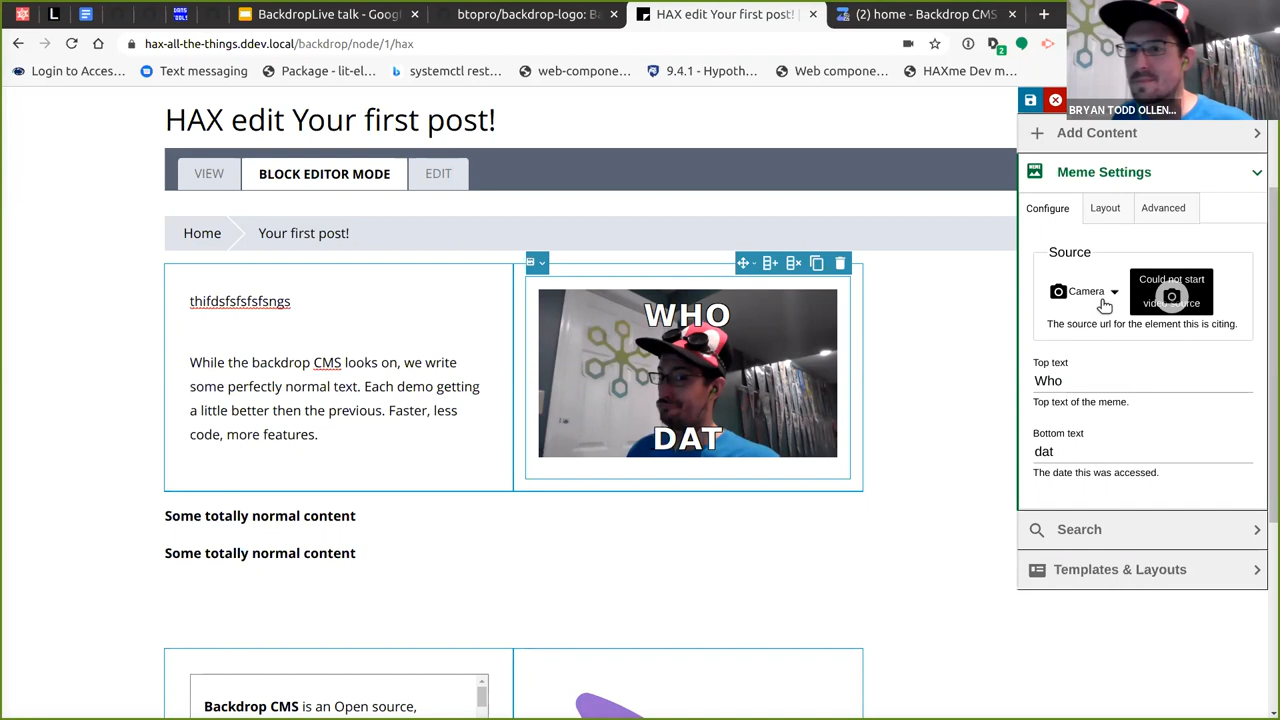 L
DANS 'DOL!
BackdropLive talk - Googl
btopro/backdrop-logo: Ba
HAX edit Your first post! |
(2) home - Backdrop CMS
hax-all-the-things.ddev.local/backdrop/node/1/hax
2
Login to Acces...
Text messaging
Package - lit-el...
systemctl rest...
web-compone...
9.4.1 - Hypoth...
Web compone...
HAXme Dev m...
BRYAN TODD OLLEN...
HAX edit Your first post!
VIEW
BLOCK EDITOR MODE
EDIT
Home
Your first post!
thifdsfsfsfsfsngs
While the backdrop CMS looks on, we write
some perfectly normal text. Each demo getting
a little better then the previous. Faster, less
code, more features.
WHO
DAT
Some totally normal content
Some totally normal content
Backdrop CMS is an Open source,
Add Content
MEME
Meme Settings
Configure
Layout
Advanced
Source
Camera
Could not start
video source
The source url for the element this is citing.
Top text
Who
Top text of the meme.
Bottom text
dat
The date this was accessed.
Search
Templates & Layouts